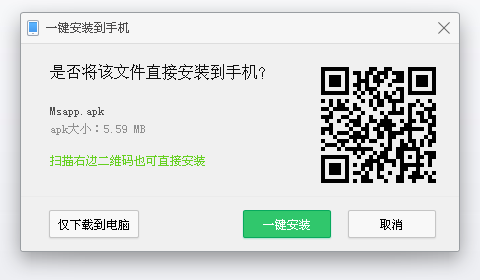 一键安装到手机
是否将该文件直接安装到手机?
Msapp.apk
apk大小：5.59 MB
扫描右边二维码也可直接安装
仅下载到电脑
一键安装
取消